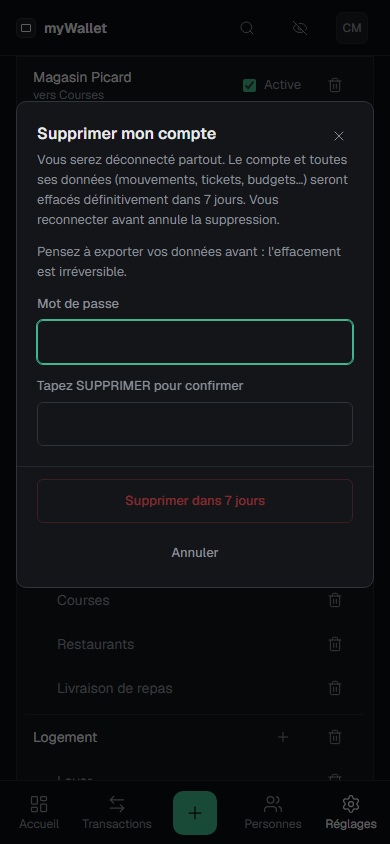 myWallet
CM
Magasin Picard
vers Courses
Active
Supprimer mon compte
Vous serez déconnecté partout. Le compte et toutes
ses données (mouvements, tickets, budgets…) seront
effacés définitivement dans 7 jours. Vous
reconnecter avant annule la suppression.
Pensez à exporter vos données avant : l'effacement
est irréversible.
Mot de passe
Tapez SUPPRIMER pour confirmer
Supprimer dans 7 jours
Annuler
Courses
Restaurants
Livraison de repas
Logement
Accueil
Transactions
Personnes
Réglages